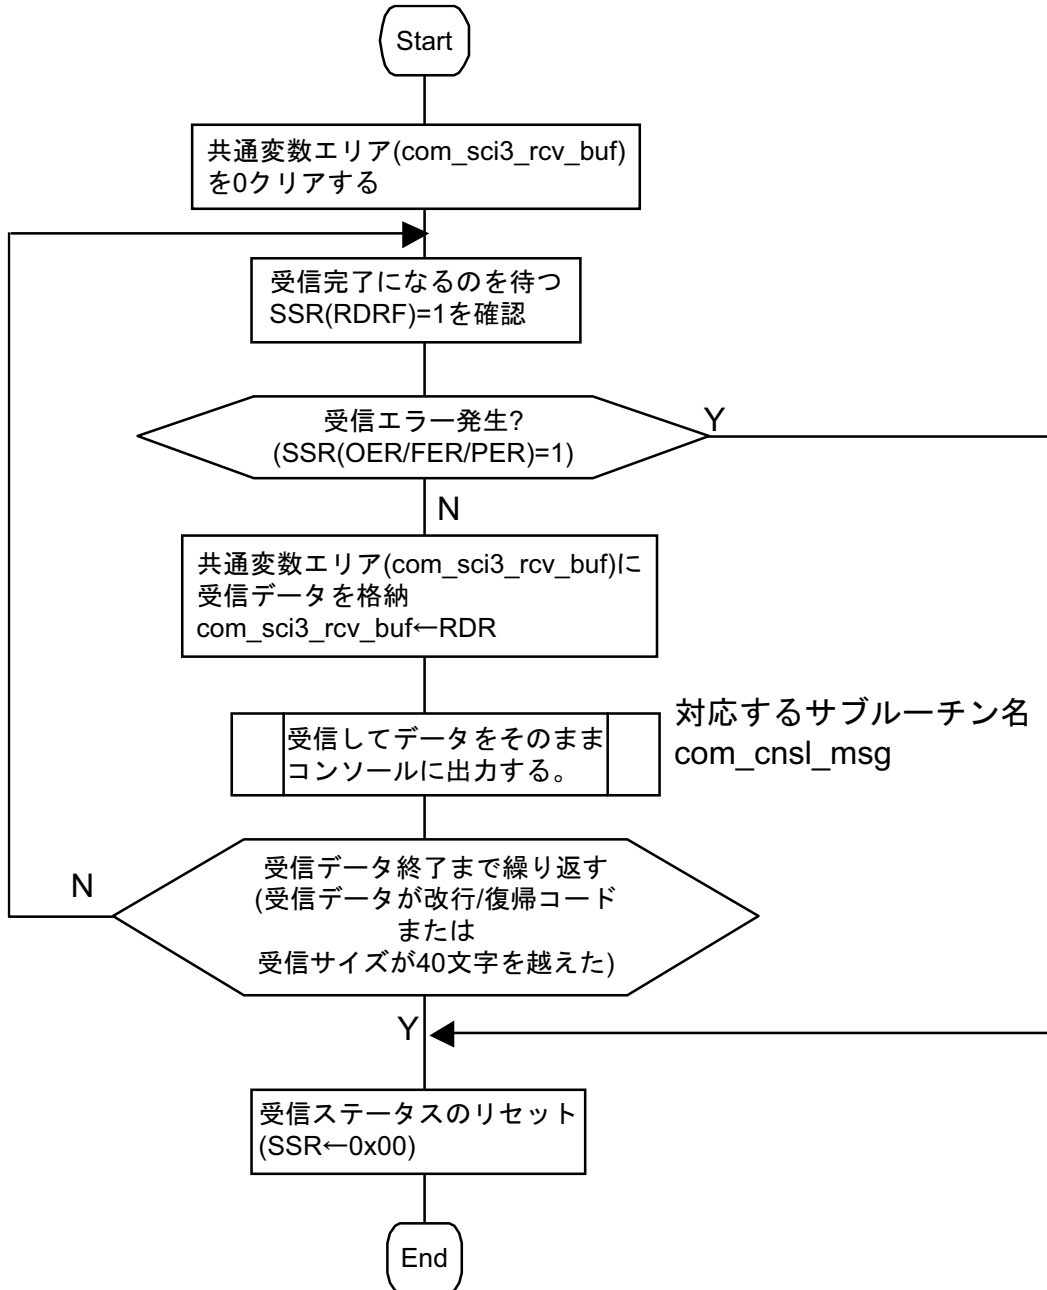 Start
共通変数エリア(com_sci3_rcv_buf)
を0クリアする
受信完了になるのを待つ
SSR(RDRF)=1を確認
受信エラー発生?
(SSR(OER/FER/PER)=1)
Y
N
共通変数エリア(com_sci3_rcv_buf)に
受信データを格納
com_sci3_rcv_buf←RDR
受信してデータをそのまま
コンソールに出力する。
対応するサブルーチン名
com_cnsl_msg
受信データ終了まで繰り返す
(受信データが改行/復帰コード
または
受信サイズが40文字を越えた)
N
Y
受信ステータスのリセット
(SSR←0x00)
End